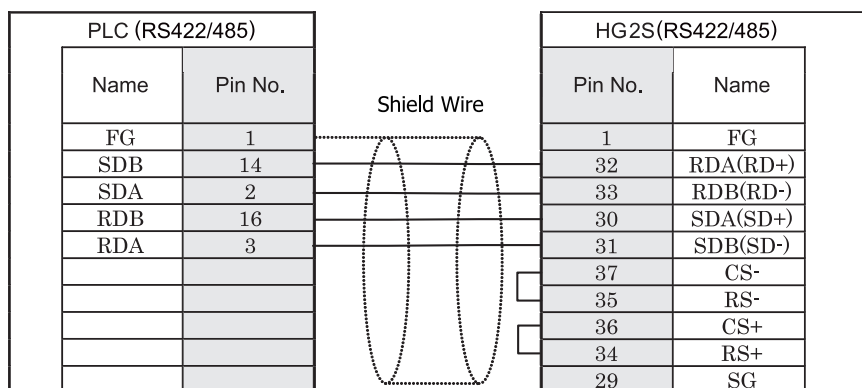 PLC (RS422/485) HG2S(RS422/485)
Name Pin No. Pin No. Name
Shield Wire
FG 1 1 FG
SDB 14 32 RDA(RD+)
SDA 2 33 RDB(RD-)
RDB 16 30 SDA(SD+)
RDA 3 31 SDB(SD-)
37 CS-
35 RS-
36 CS+
34 RS+
29 SG